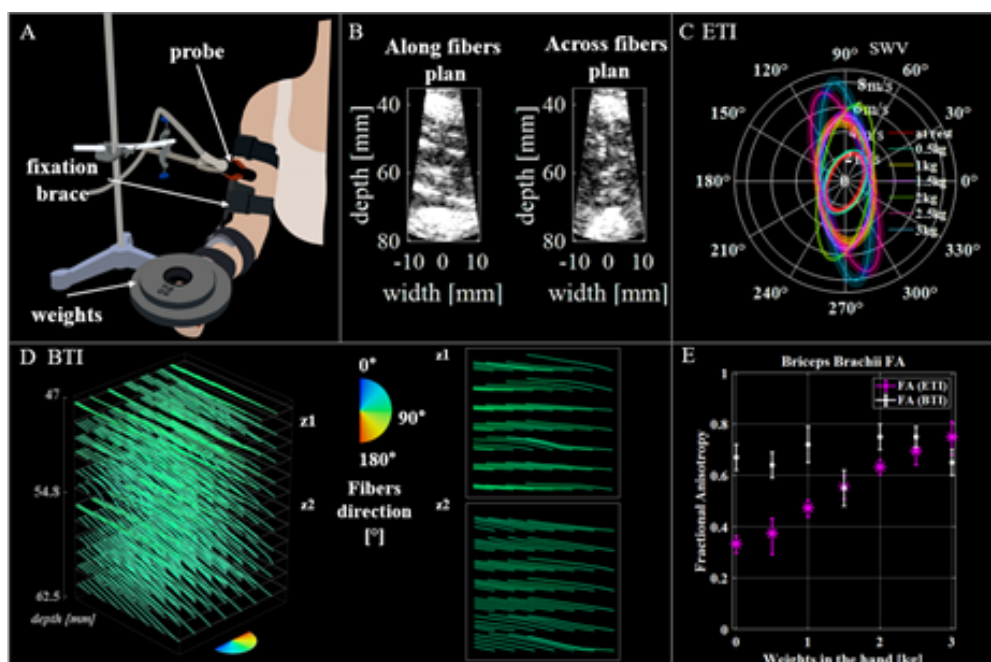 A
probe
fixation
brace
weights
B
Along fibers
plan
Across fibers
plan
depth [mm]
40
60
80
-10 0 10
width [mm]
depth [mm]
40
60
80
-10 0 10
width [mm]
C ETI
SWV
90°
120° 60°
150° 30°
180° 0°
210° 330°
240° 300°
270°
8m/s
m/s
m/s
0
at rest
0.5kg
1kg
1.5kg
2kg
2.5kg
3kg
D BTI
47
z1
54.8
z2
62.5
depth [mm]
0°
90°
180°
Fibers
direction
[°]
z1
z2
E
Briceps Brachii FA
FA (ETI)
FA (BTI)
Fractional Anisotropy
1
0.8
0.6
0.4
0.2
0
0 1 2 3
Weights in the hand [kg]